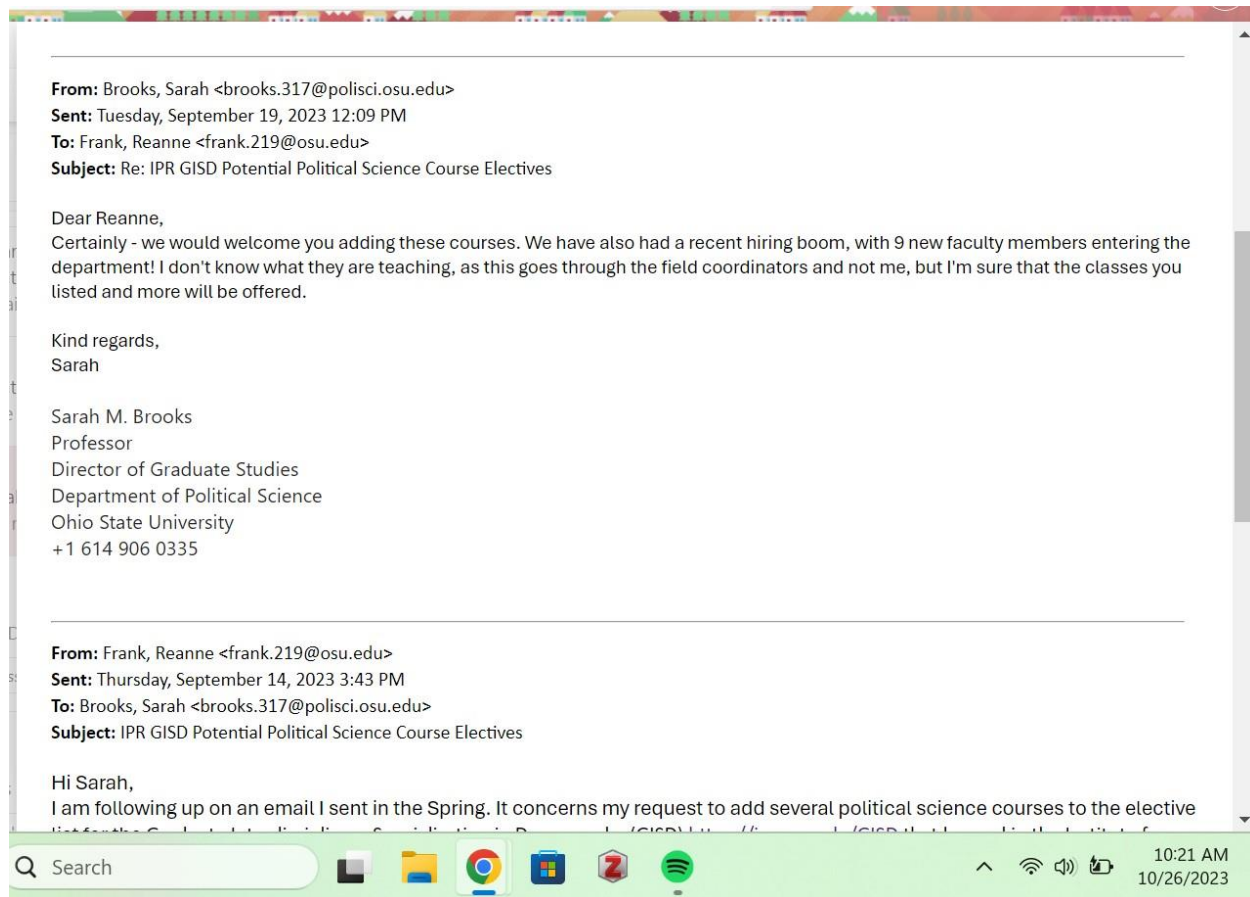 From: Brooks, Sarah <brooks.317@polisci.osu.edu>
Sent: Tuesday, September 19, 2023 12:09 PM
To: Frank, Reanne <frank.219@osu.edu>
Subject: Re: IPR GISD Potential Political Science Course Electives
Dear Reanne,
Certainly - we would welcome you adding these courses. We have also had a recent hiring boom, with 9 new faculty members entering the
department! I don't know what they are teaching, as this goes through the field coordinators and not me, but I'm sure that the classes you
listed and more will be offered.
Kind regards,
Sarah
Sarah M. Brooks
Professor
Director of Graduate Studies
Department of Political Science
Ohio State University
+1 614 906 0335
From: Frank, Reanne <frank.219@osu.edu>
Sent: Thursday, September 14, 2023 3:43 PM
To: Brooks, Sarah <brooks.317@polisci.osu.edu>
Subject: IPR GISD Potential Political Science Course Electives
Hi Sarah,
I am following up on an email I sent in the Spring. It concerns my request to add several political science courses to the elective
Search
10:21 AM
10/26/2023